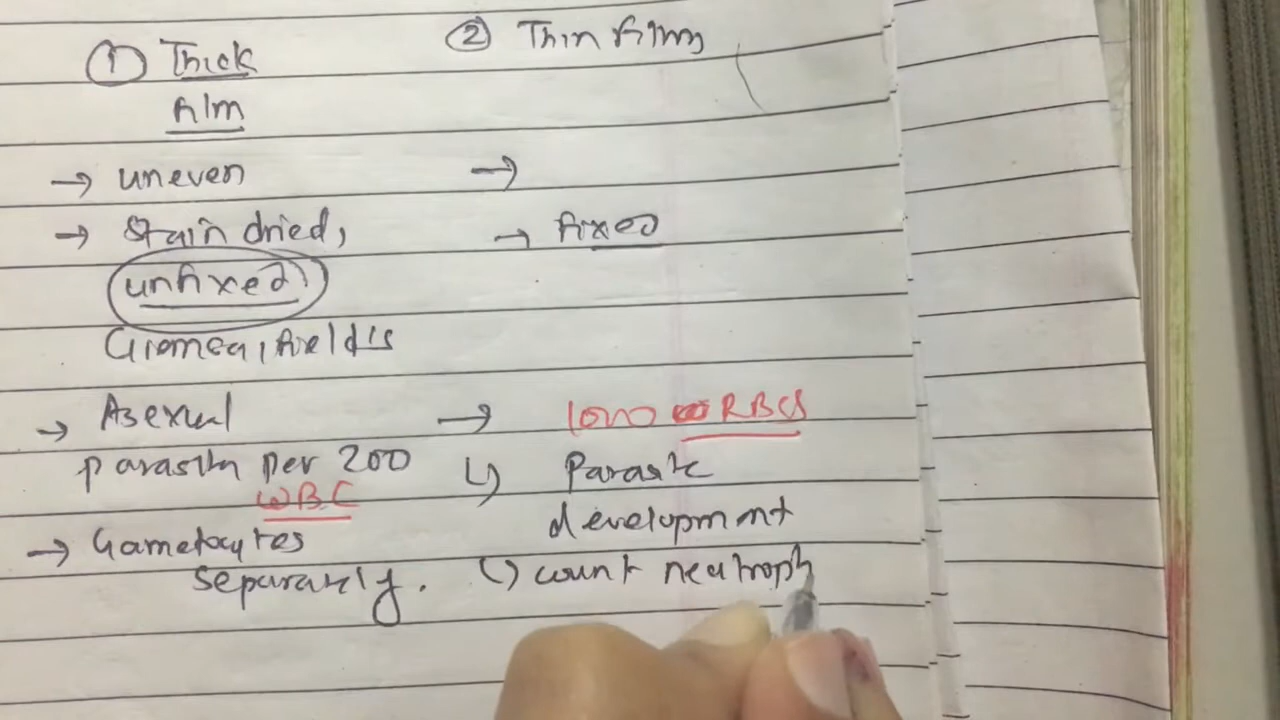 ① Thick
film
→ uneven
→ Stain dried,
unfixed
Giemsa, field's
→ Asexual
parasite per 200
WBC
→ Gametocytes
separately.
② Thin films
→
→ fixed
→ 1000 RBCs
↳ Parasite
development
↳ count neutroph